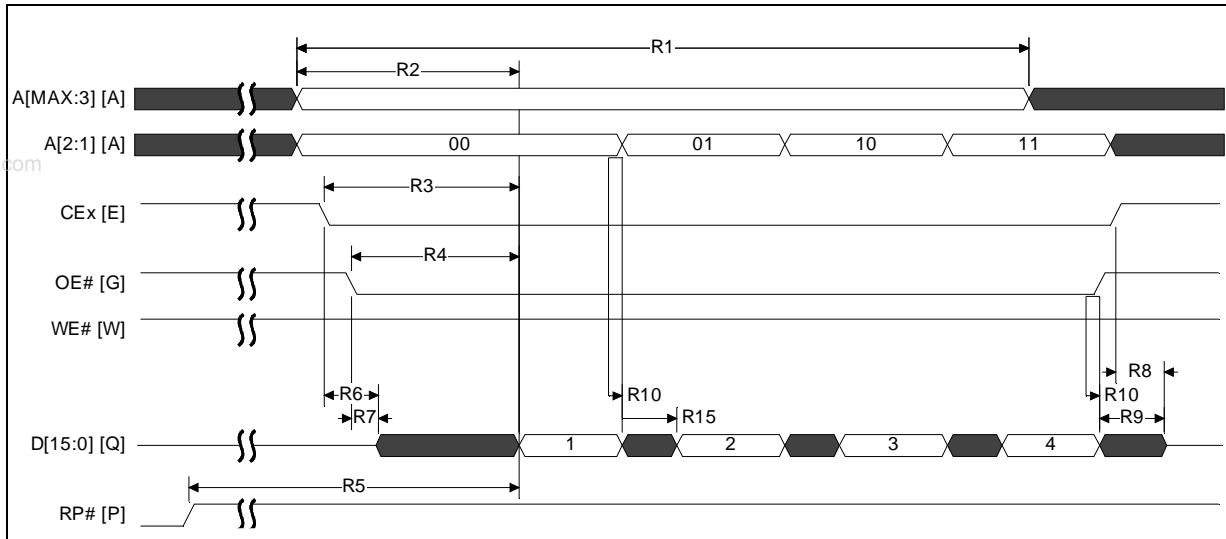 R1
R2
A[MAX:3] [A]
A[2:1] [A] 00 01 10 11
com
R3
CEx [E]
R4
OE# [G]
WE# [W]
R8
R6 R10 R10
R7 R15 R9
D[15:0] [Q] 1 2 3 4
R5
RP# [P]